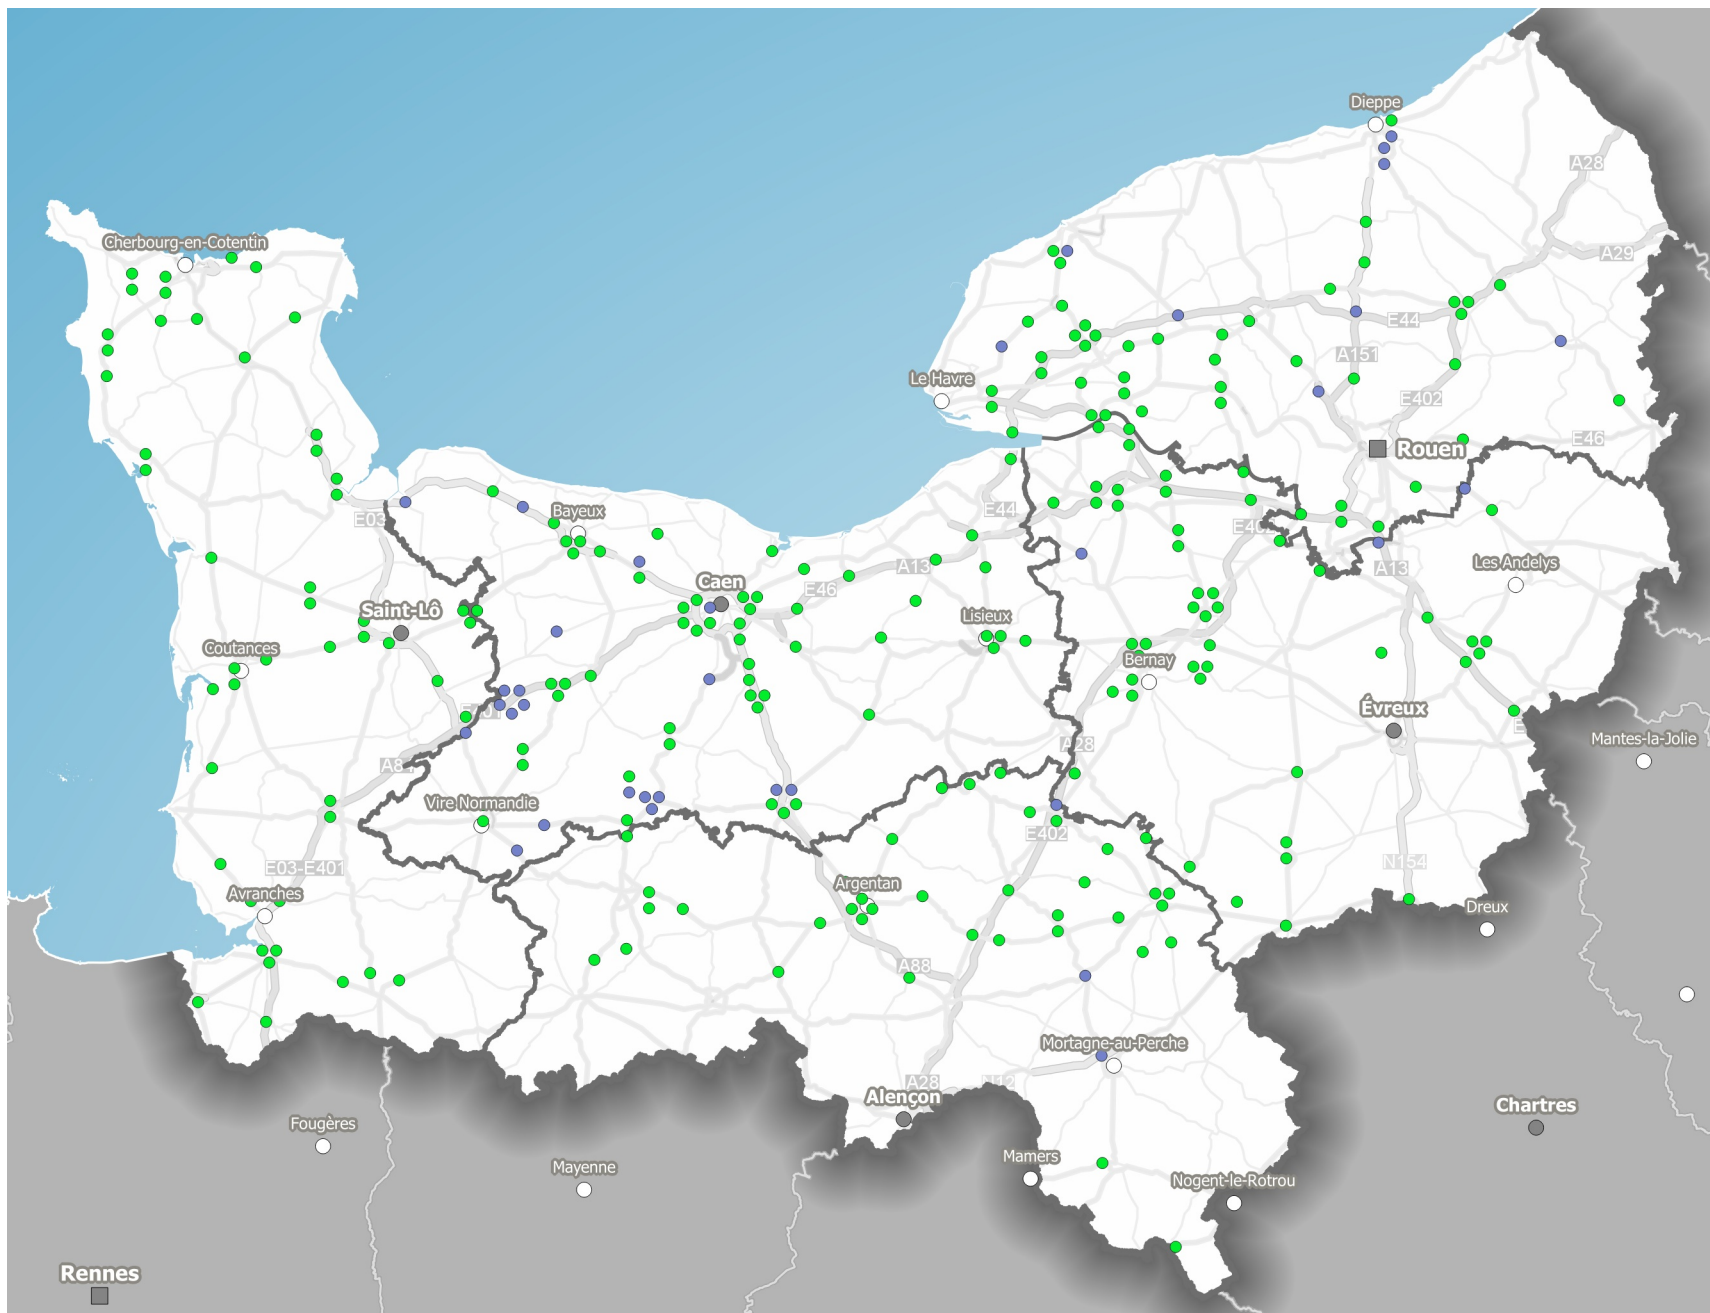 Dieppe
A28
Cherbourg-en-Cotentin
A29
E44
A151
Le Havre
E402
E46
Rouen
E03
E44
Bayeux
Caen
A13
E46
A13
Les Andelys
Saint-Lô
Lisieux
Coutances
Bernay
Évreux
A28
Mantes-la-Jolie
Vire Normandie
E402
E03-E401
N154
Avranches
Argentan
Dreux
A88
Mortagne-au-Perche
A28
N12
Alençon
Chartres
Fougères
Mamers
Mayenne
Nogent-le-Rotrou
Rennes